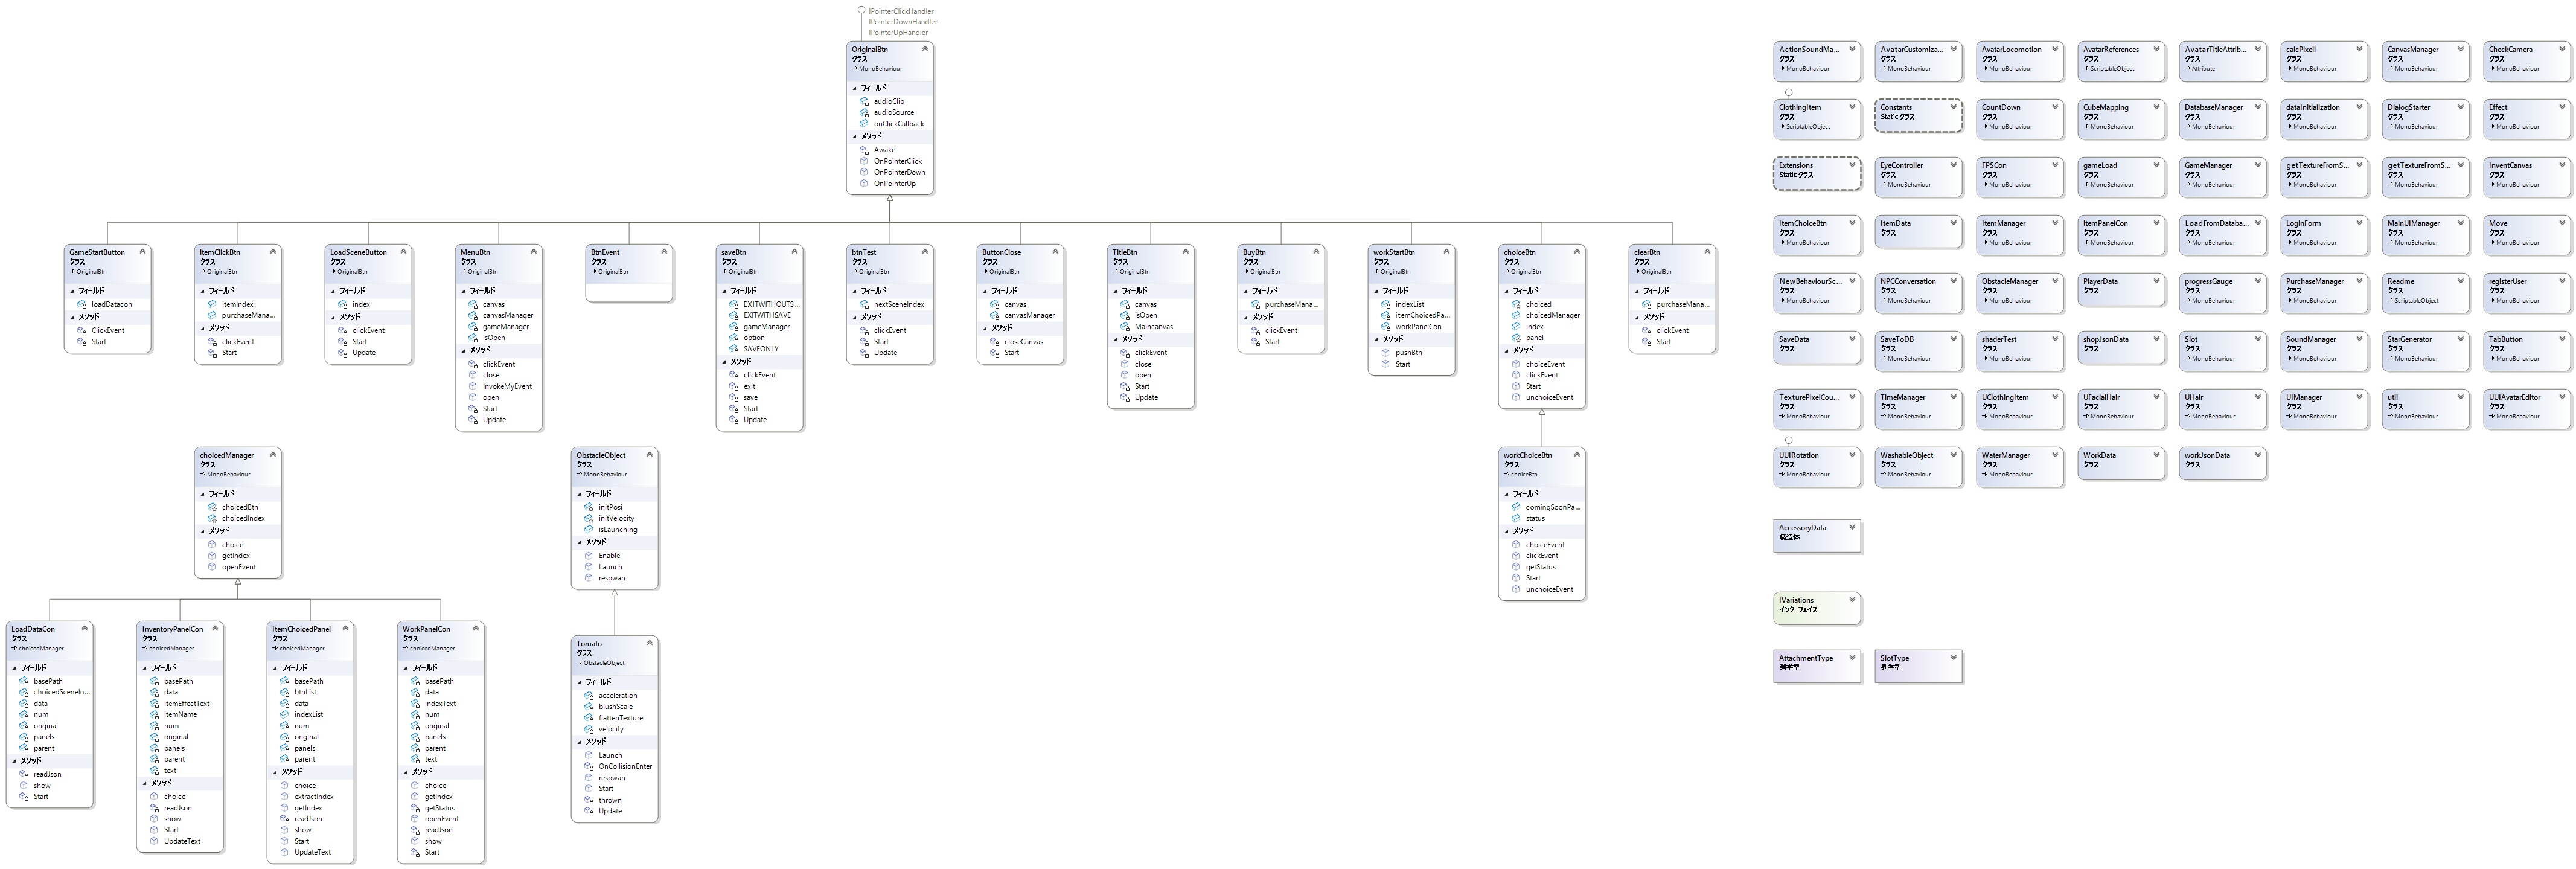 IPointerClickHandler
IPointerDownHandler
IPointerUpHandler
OriginalBtn
クラス
MonoBehaviour
フィールド
audioClip
audioSource
onClickCallback
メソッド
Awake
OnPointerClick
OnPointerDown
OnPointerUp
GameStartButton
クラス
OriginalBtn
フィールド
loadDatacon
メソッド
ClickEvent
Start
itemClickBtn
クラス
OriginalBtn
フィールド
itemIndex
purchaseMana...
メソッド
clickEvent
Start
LoadSceneButton
クラス
OriginalBtn
フィールド
index
メソッド
clickEvent
Start
Update
MenuBtn
クラス
OriginalBtn
フィールド
canvas
canvasManager
gameManager
isOpen
メソッド
clickEvent
close
InvokeMyEvent
open
Start
Update
BtnEvent
クラス
OriginalBtn
saveBtn
クラス
OriginalBtn
フィールド
EXITWITHOUTS...
EXITWITHSAVE
gameManager
option
SAVEONLY
メソッド
clickEvent
exit
save
Start
Update
btnTest
クラス
OriginalBtn
フィールド
nextSceneIndex
メソッド
clickEvent
Start
Update
ButtonClose
クラス
OriginalBtn
フィールド
canvas
canvasManager
メソッド
closeCanvas
Start
TitleBtn
クラス
OriginalBtn
フィールド
canvas
isOpen
Maincanvas
メソッド
clickEvent
close
open
Start
Update
BuyBtn
クラス
OriginalBtn
フィールド
purchaseMana...
メソッド
clickEvent
Start
workStartBtn
クラス
OriginalBtn
フィールド
indexList
itemChoicedPa...
workPanelCon
メソッド
pushBtn
Start
choiceBtn
クラス
OriginalBtn
フィールド
choiced
choicedManager
index
panel
メソッド
choiceEvent
clickEvent
Start
unchoiceEvent
clearBtn
クラス
OriginalBtn
フィールド
purchaseMana...
メソッド
clickEvent
Start
choicedManager
クラス
MonoBehaviour
フィールド
choicedBtn
choicedIndex
メソッド
choice
getIndex
openEvent
ObstacleObject
クラス
MonoBehaviour
フィールド
initPosi
initVelocity
isLaunching
メソッド
Enable
Launch
respwan
workChoiceBtn
クラス
choiceBtn
フィールド
comingSoonPa...
status
メソッド
choiceEvent
clickEvent
getStatus
Start
unchoiceEvent
LoadDataCon
クラス
choicedManager
フィールド
basePath
choicedSceneIn...
data
num
original
panels
parent
メソッド
readJson
show
Start
InventoryPanelCon
クラス
choicedManager
フィールド
basePath
data
itemEffectText
itemName
num
original
panels
parent
text
メソッド
choice
readJson
show
Start
UpdateText
ItemChoicedPanel
クラス
choicedManager
フィールド
basePath
btnList
data
indexList
num
original
panels
parent
メソッド
choice
extractIndex
getIndex
readJson
show
Start
UpdateText
WorkPanelCon
クラス
choicedManager
フィールド
basePath
data
indexText
num
original
panels
parent
text
メソッド
choice
getIndex
getStatus
openEvent
readJson
show
Start
Tomato
クラス
ObstacleObject
フィールド
acceleration
blushScale
flattenTexture
velocity
メソッド
Launch
OnCollisionEnter
respwan
Start
thrown
Update
ActionSoundMa...
クラス
MonoBehaviour
AvatarCustomiza...
クラス
MonoBehaviour
AvatarLocomotion
クラス
MonoBehaviour
AvatarReferences
クラス
ScriptableObject
AvatarTitleAttrib...
クラス
Attribute
calcPixeli
クラス
MonoBehaviour
CanvasManager
クラス
MonoBehaviour
CheckCamera
クラス
MonoBehaviour
ClothingItem
クラス
ScriptableObject
Constants
Static クラス
CountDown
クラス
MonoBehaviour
CubeMapping
クラス
MonoBehaviour
DatabaseManager
クラス
MonoBehaviour
dataInitialization
クラス
MonoBehaviour
DialogStarter
クラス
MonoBehaviour
Effect
クラス
MonoBehaviour
Extensions
Static クラス
EyeController
クラス
MonoBehaviour
FPSCon
クラス
MonoBehaviour
gameLoad
クラス
MonoBehaviour
GameManager
クラス
MonoBehaviour
getTextureFromS...
クラス
MonoBehaviour
getTextureFromS...
クラス
MonoBehaviour
InventCanvas
クラス
MonoBehaviour
ItemChoiceBtn
クラス
MonoBehaviour
ItemData
クラス
ItemManager
クラス
MonoBehaviour
itemPanelCon
クラス
MonoBehaviour
LoadFromDataba...
クラス
MonoBehaviour
LoginForm
クラス
MonoBehaviour
MainUIManager
クラス
MonoBehaviour
Move
クラス
MonoBehaviour
NewBehaviourSc...
クラス
MonoBehaviour
NPCConversation
クラス
MonoBehaviour
ObstacleManager
クラス
MonoBehaviour
PlayerData
クラス
progressGauge
クラス
MonoBehaviour
PurchaseManager
クラス
MonoBehaviour
Readme
クラス
ScriptableObject
registerUser
クラス
MonoBehaviour
SaveData
クラス
SaveToDB
クラス
MonoBehaviour
shaderTest
クラス
MonoBehaviour
shopJsonData
クラス
Slot
クラス
MonoBehaviour
SoundManager
クラス
MonoBehaviour
StarGenerator
クラス
MonoBehaviour
TabButton
クラス
MonoBehaviour
TexturePixelCou...
クラス
MonoBehaviour
TimeManager
クラス
MonoBehaviour
UClothingItem
クラス
MonoBehaviour
UFacialHair
クラス
MonoBehaviour
UHair
クラス
MonoBehaviour
UIManager
クラス
MonoBehaviour
util
クラス
MonoBehaviour
UUIAvatarEditor
クラス
MonoBehaviour
UUIRotation
クラス
MonoBehaviour
WashableObject
クラス
MonoBehaviour
WaterManager
クラス
MonoBehaviour
WorkData
クラス
workJsonData
クラス
AccessoryData
構造体
IVariations
インターフェイス
AttachmentType
列挙型
SlotType
列挙型